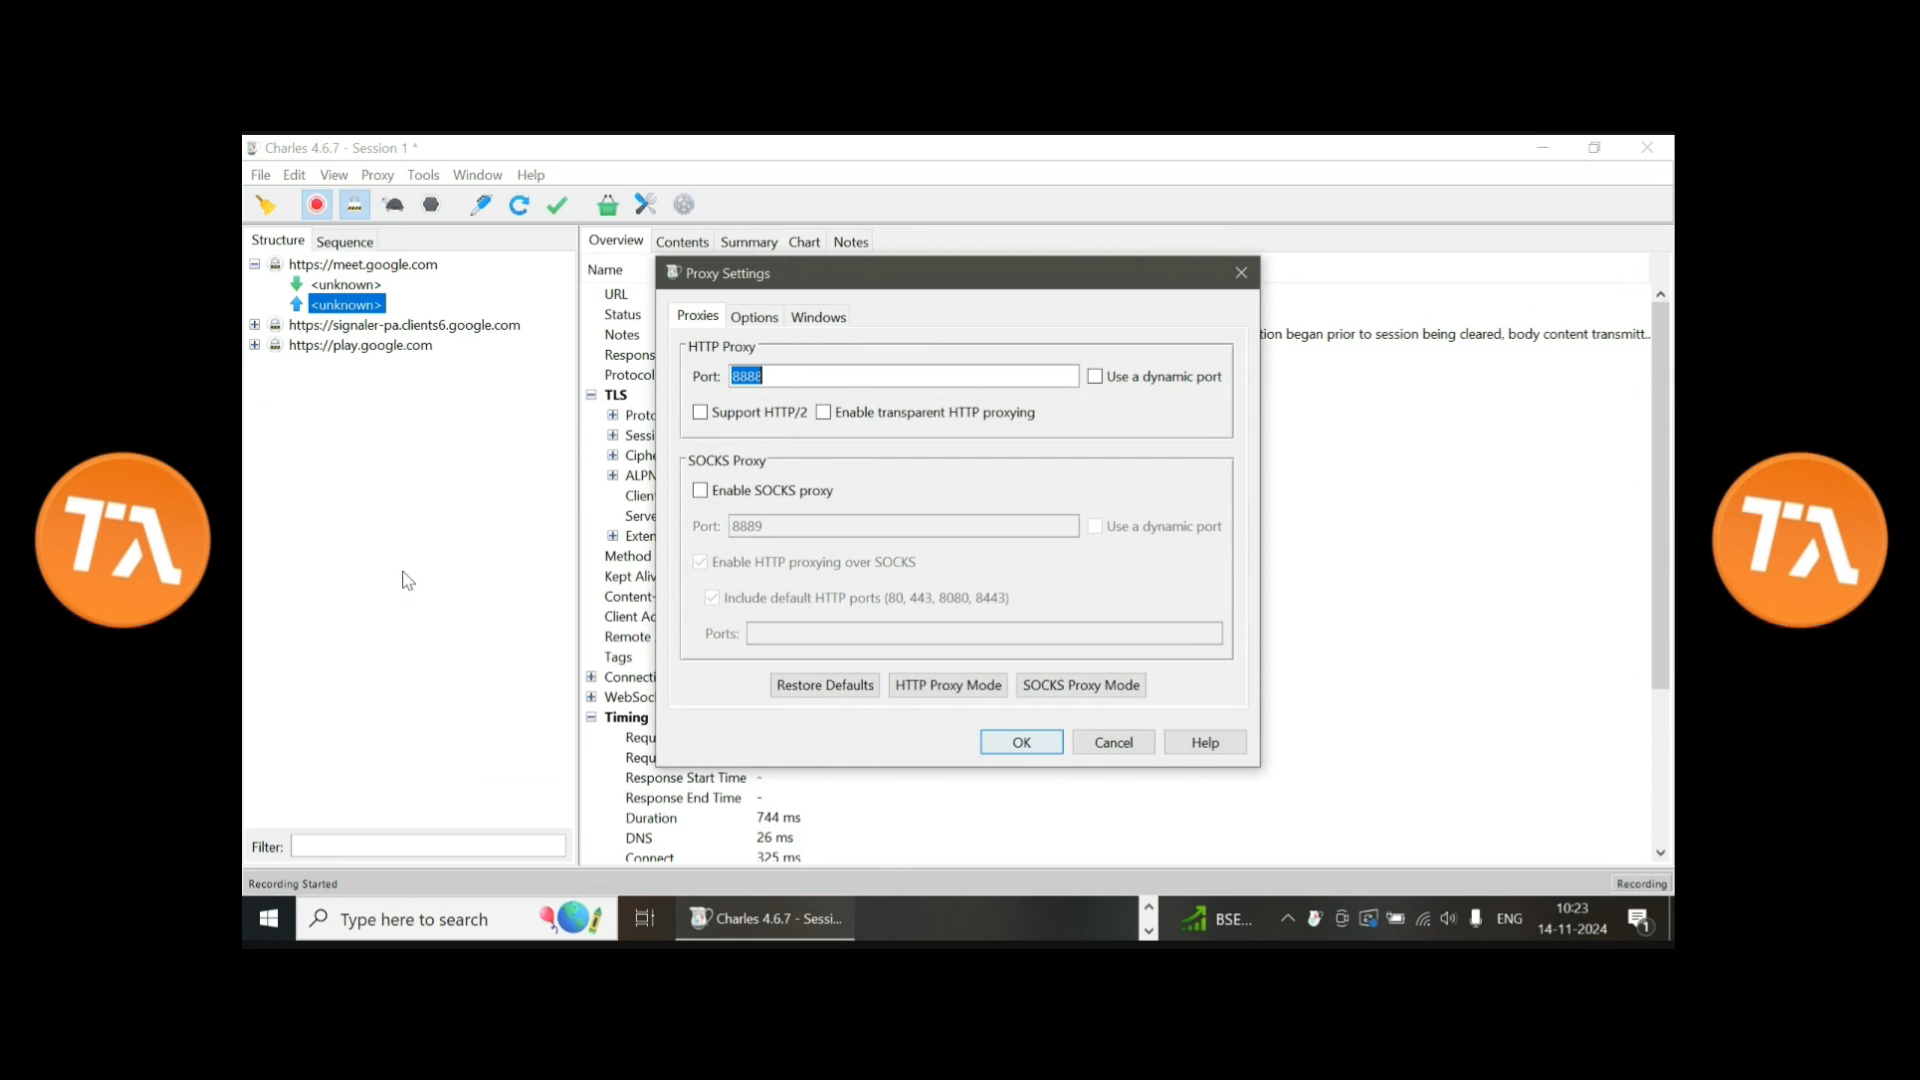 Charles 4.6.7 - Session 1 *
File Edit View Proxy Tools Window Help
Structure Sequence
https://meet.google.com
<unknown>
<unknown>
https://signaler-pa.clients6.google.com
https://play.google.com
Filter:
Overview Contents Summary Chart Notes
Name
URL
Status
Notes
tion began prior to session being cleared, body content transmitt...
Respons
Protocol
TLS
Proto
Sessi
Ciphe
ALPN
Clien
Serve
Exten
Method
Kept Aliv
Content-
Client Ac
Remote
Tags
Connecti
WebSoc
Timing
Requ
Requ
Response Start Time -
Response End Time -
Duration 744 ms
DNS 26 ms
Connect 325 ms
Proxy Settings
Proxies Options Windows
HTTP Proxy
Port: 8888 Use a dynamic port
Support HTTP/2 Enable transparent HTTP proxying
SOCKS Proxy
Enable SOCKS proxy
Port: 8889 Use a dynamic port
Enable HTTP proxying over SOCKS
Include default HTTP ports (80, 443, 8080, 8443)
Ports:
Restore Defaults HTTP Proxy Mode SOCKS Proxy Mode
OK Cancel Help
Recording Started Recording
Type here to search
Charles 4.6.7 - Sessi...
BSE...
ENG
10:23
14-11-2024
1